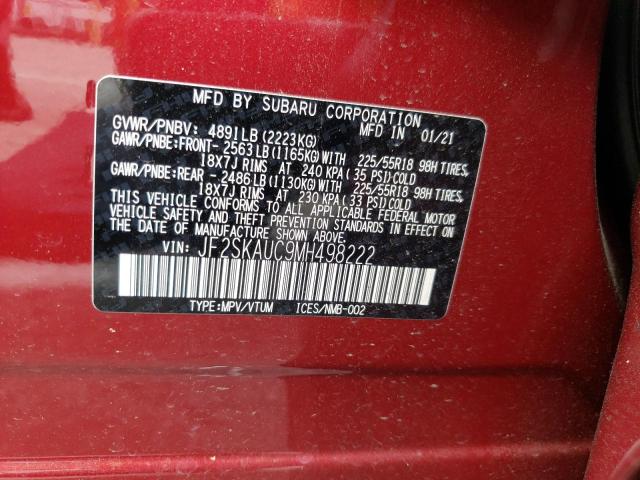 MFD BY SUBARU CORPORATION
GVWR/PNBV: 4891LB (2223KG) MFD IN 01/21
GAWR/PNBE:FRONT- 2563LB(1165KG)WITH 225/55R18 98H TIRES,
18X7J RIMS AT 240 KPA( 35 PSI)COLD
GAWR/PNBE:REAR - 2486LB(1130KG)WITH 225/55R18 98H TIRES,
18X7J RIMS AT 230 KPA( 33 PSI)COLD
THIS VEHICLE CONFORMS TO ALL APPLICABLE FEDERAL MOTOR
VEHICLE SAFETY AND THEFT PREVENTION STANDARDS IN EFFECT ON
THE DATE OF MANUFACTURE SHOWN ABOVE.
VIN: JF2SKAUC9MH498222
TYPE:MPV/VTUM ICES/NMB-002